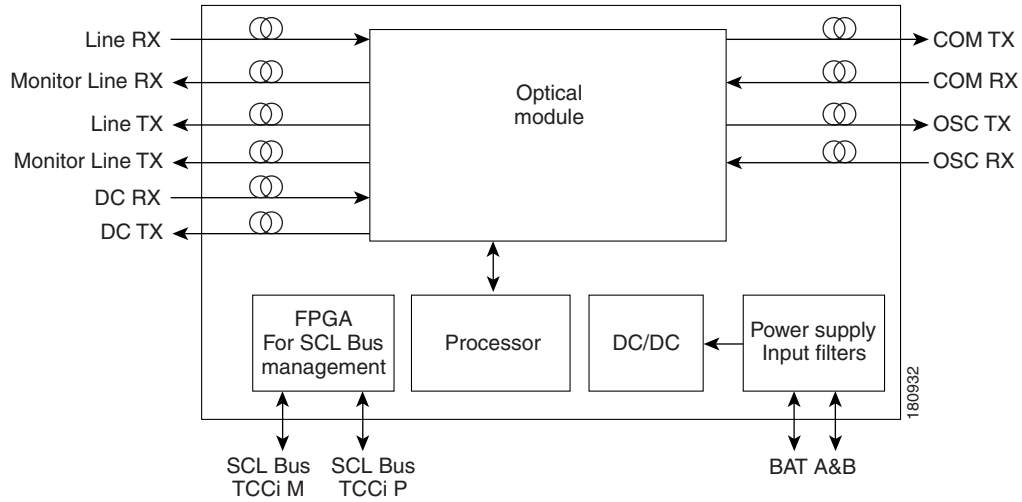 Line RX
Monitor Line RX
Line TX
Monitor Line TX
DC RX
DC TX
Optical
module
COM TX
COM RX
OSC TX
OSC RX
FPGA
For SCL Bus
management
Processor
DC/DC
Power supply
Input filters
180932
SCL Bus
TCCi M
SCL Bus
TCCi P
BAT A&B